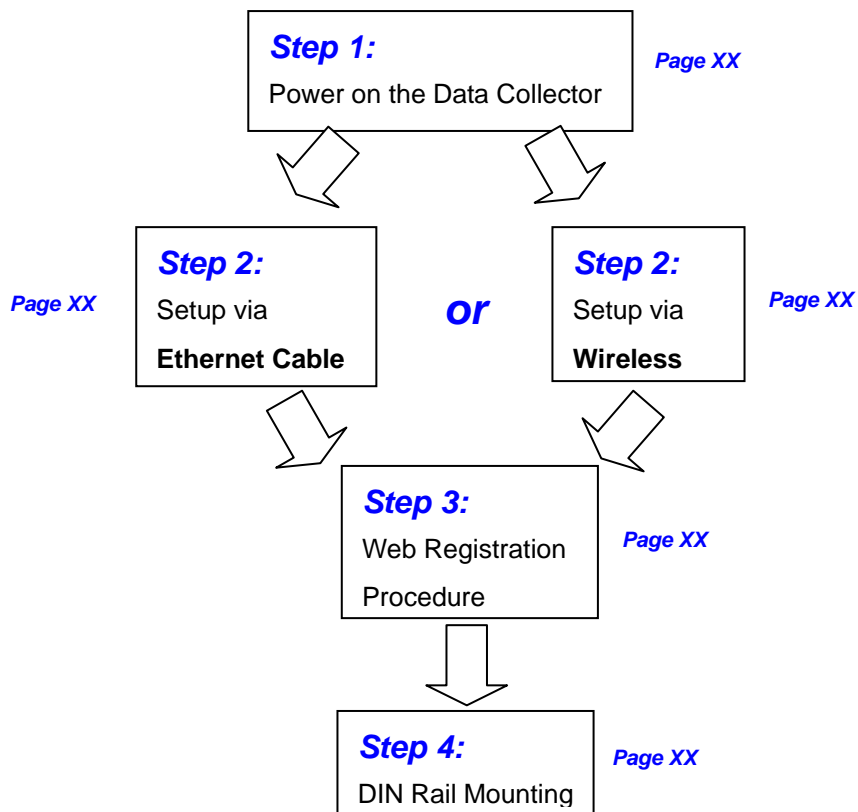 Step 1:
Power on the Data Collector
Page XX
Page XX
Step 2:
Setup via
Ethernet Cable
or
Step 2:
Setup via
Wireless
Page XX
Step 3:
Web Registration
Procedure
Page XX
Step 4:
DIN Rail Mounting
Page XX